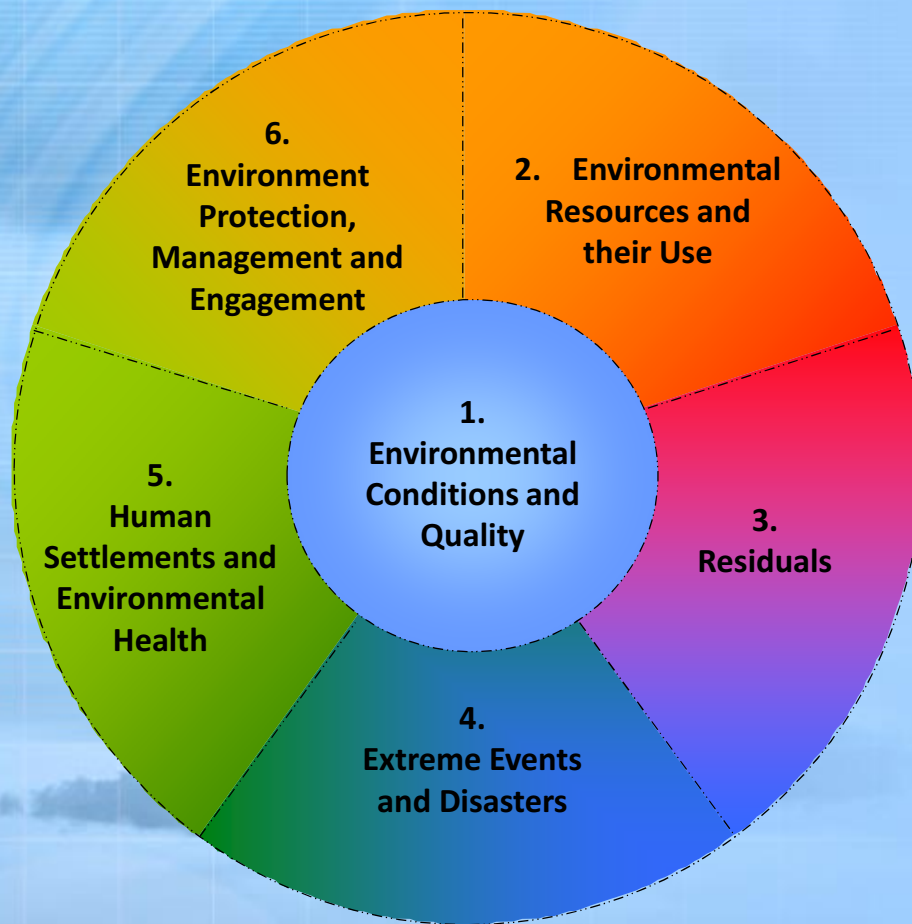 1.
Environmental
Conditions and
Quality
2. Environmental
Resources and
their Use
3.
Residuals
4.
Extreme Events
and Disasters
5.
Human
Settlements and
Environmental
Health
6.
Environment
Protection,
Management and
Engagement